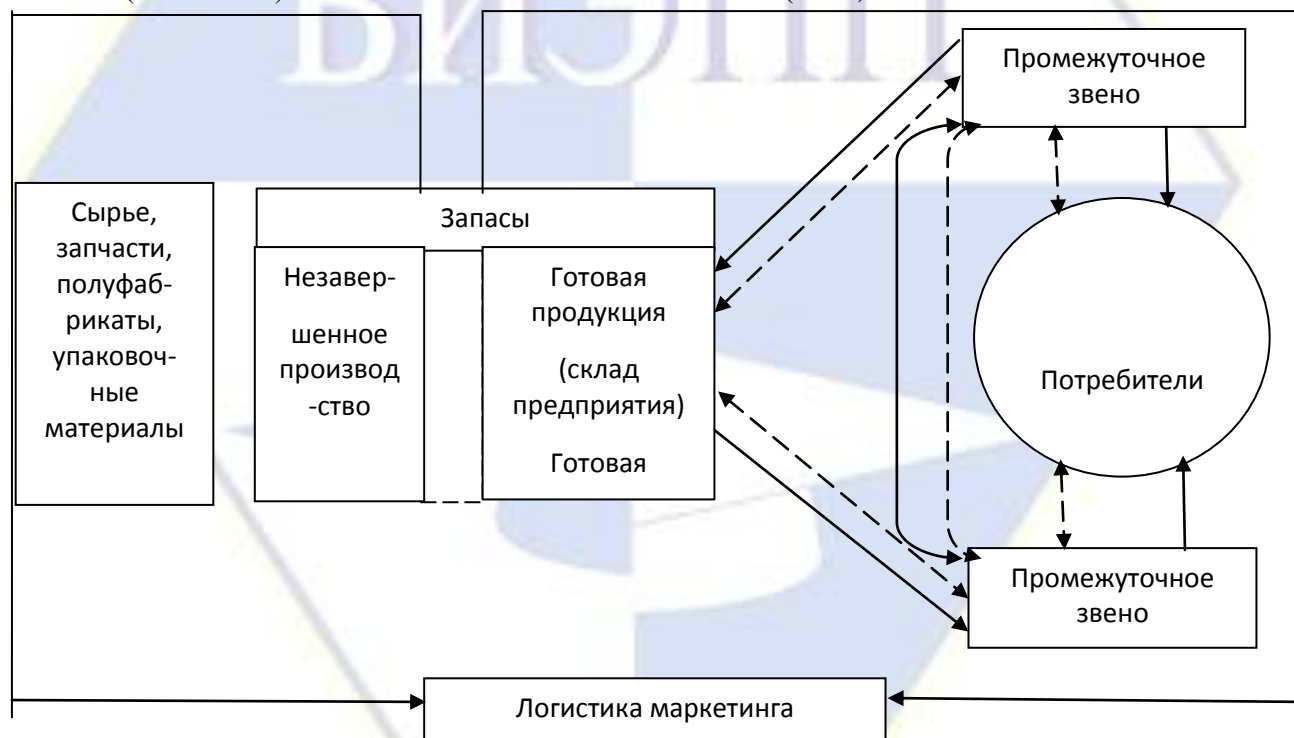 БИЭПП
Промежуточное
звено
Сырье,
запчасти,
полуфаб-
рикаты,
упаковоч-
ные
материалы
Запасы
Незавер-
шенное
производ
-ство
Готовая
продукция
(склад
предприятия)
Готовая
Потребители
Промежуточное
звено
Логистика маркетинга